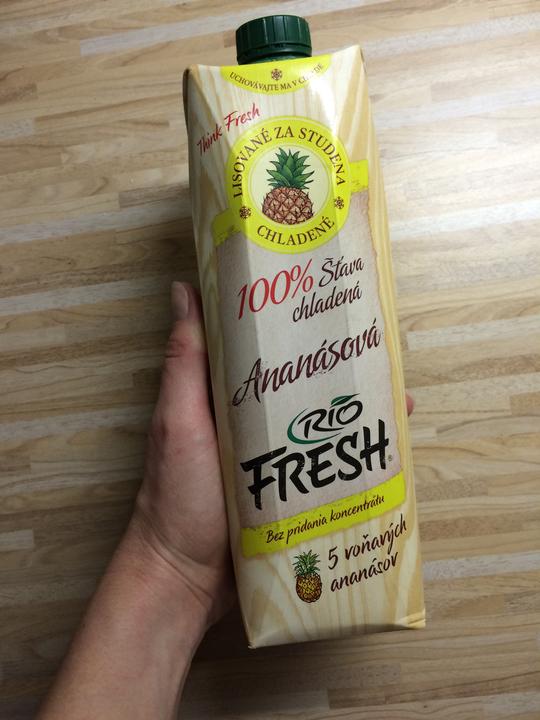 UCHOVÁVAJTE MA V CHLADE
Think Fresh
LISOVANÉ ZA STUDENA
CHLADENÉ
100% Šťava
chladená
Ananásová
RIO
FRESH®
Bez pridania koncentrátu
5 voňavých
ananásov